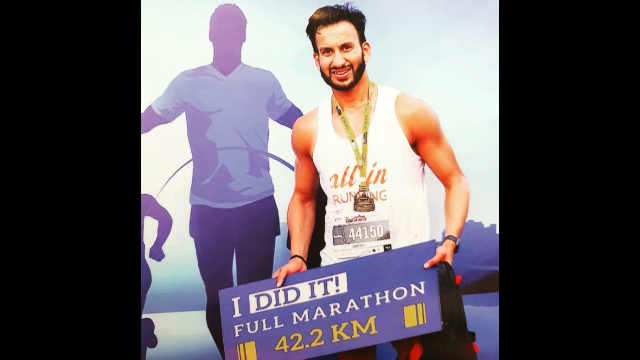 all in
RUNNING
44150
I DID IT!
FULL MARATHON
42.2 KM